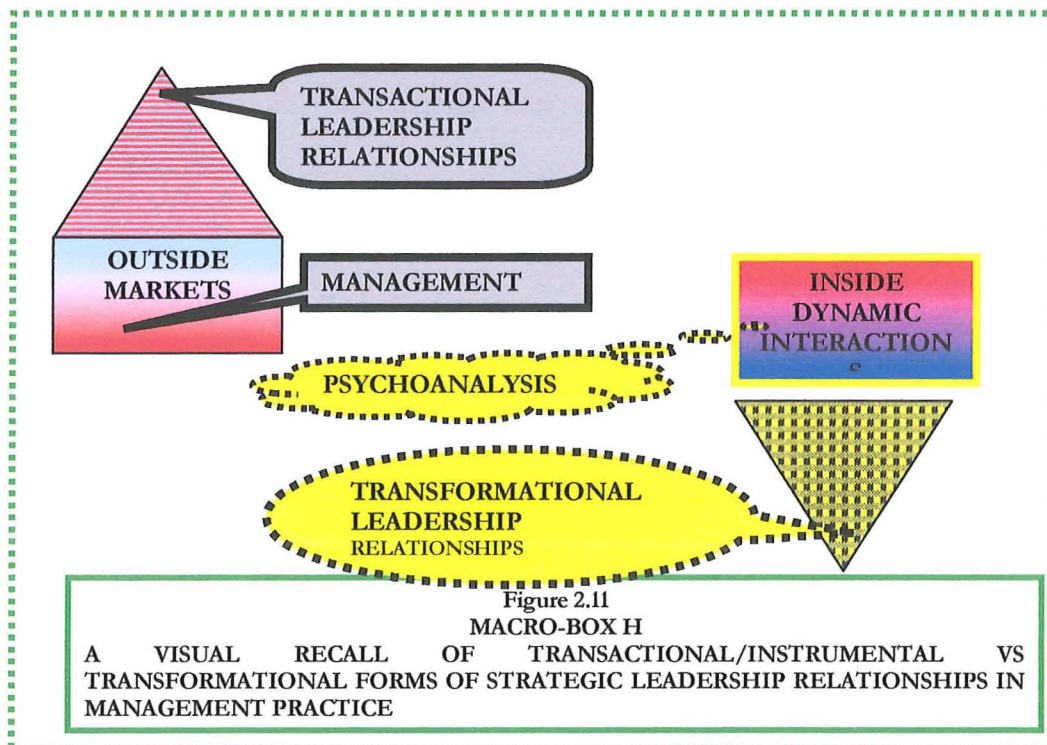 TRANSACTIONAL
LEADERSHIP
RELATIONSHIPS
OUTSIDE
MARKETS
MANAGEMENT
INSIDE
DYNAMIC
INTERACTION
PSYCHOANALYSIS
TRANSFORMATIONAL
LEADERSHIP
RELATIONSHIPS
Figure 2.11
MACRO-BOX H
A VISUAL RECALL OF TRANSACTIONAL/INSTRUMENTAL VS
TRANSFORMATIONAL FORMS OF STRATEGIC LEADERSHIP RELATIONSHIPS IN
MANAGEMENT PRACTICE